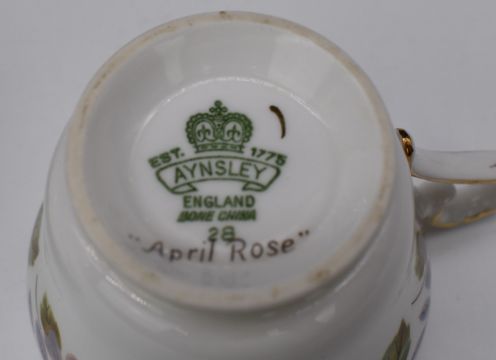 EST. 1775
AYNSLEY
ENGLAND
BONE CHINA
28
"April Rose"